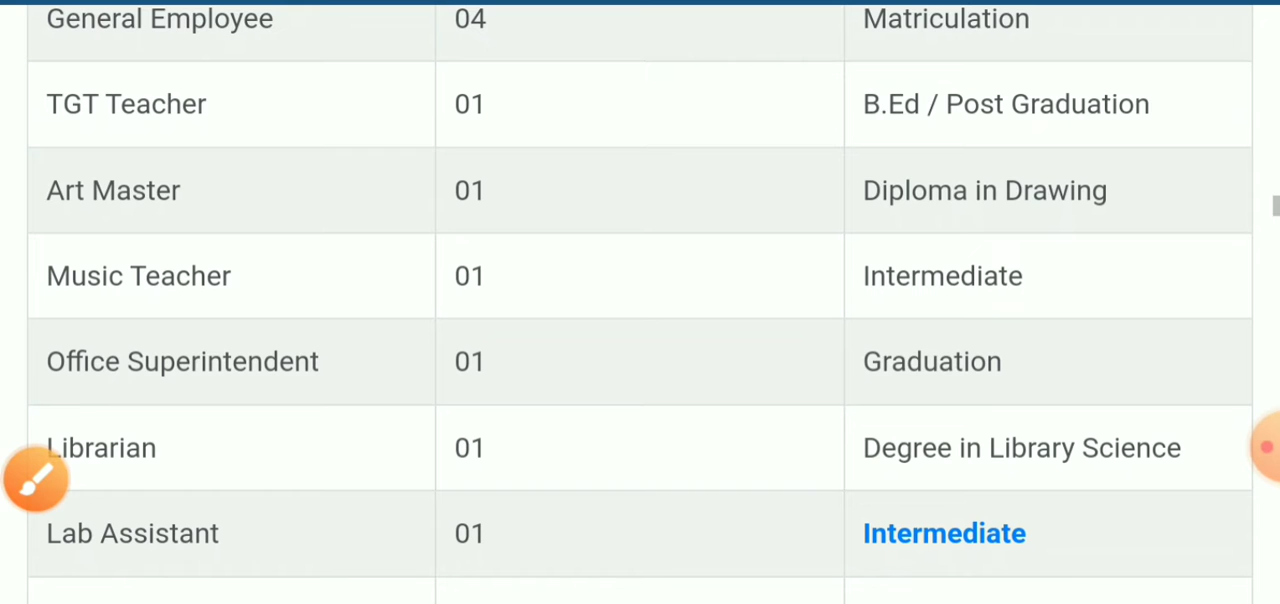 General Employee 04 Matriculation
TGT Teacher 01 B.Ed / Post Graduation
Art Master 01 Diploma in Drawing
Music Teacher 01 Intermediate
Office Superintendent 01 Graduation
Librarian 01 Degree in Library Science
Lab Assistant 01 Intermediate